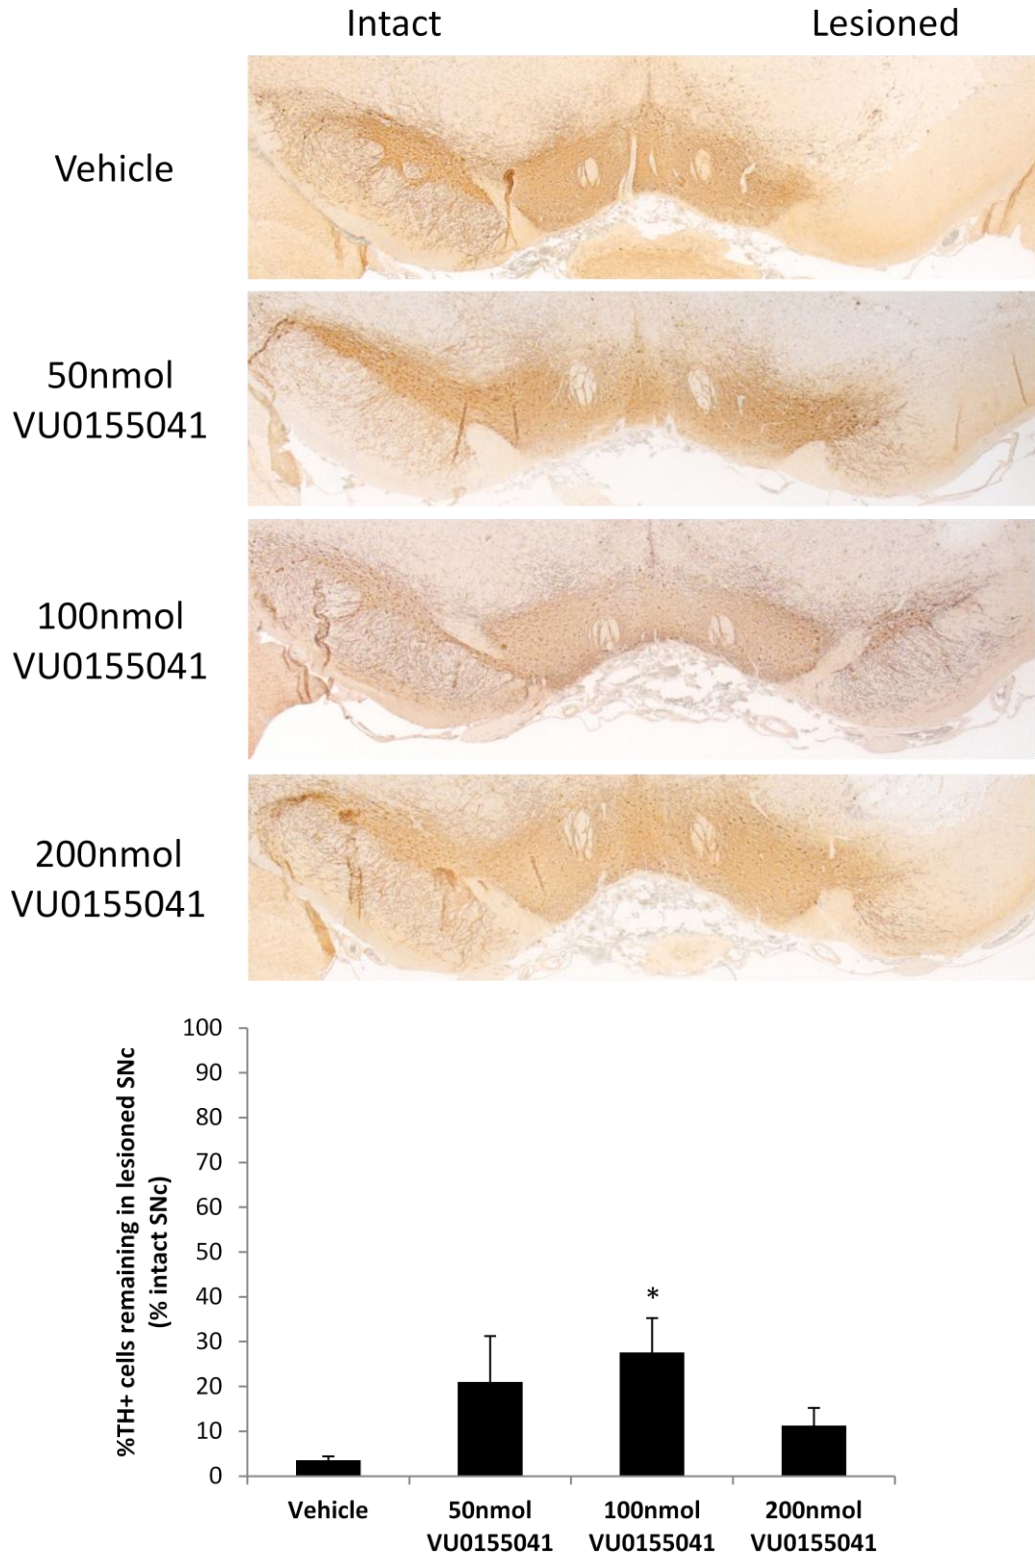 Intact Lesioned
Vehicle
50nmol
VU0155041
100nmol
VU0155041
200nmol
VU0155041
%TH+ cells remaining in lesioned SNc
(% intact SNc)
100
90
80
70
60
50
40
30
20
10
0
*
Vehicle 50nmol 100nmol 200nmol
VU0155041 VU0155041 VU0155041